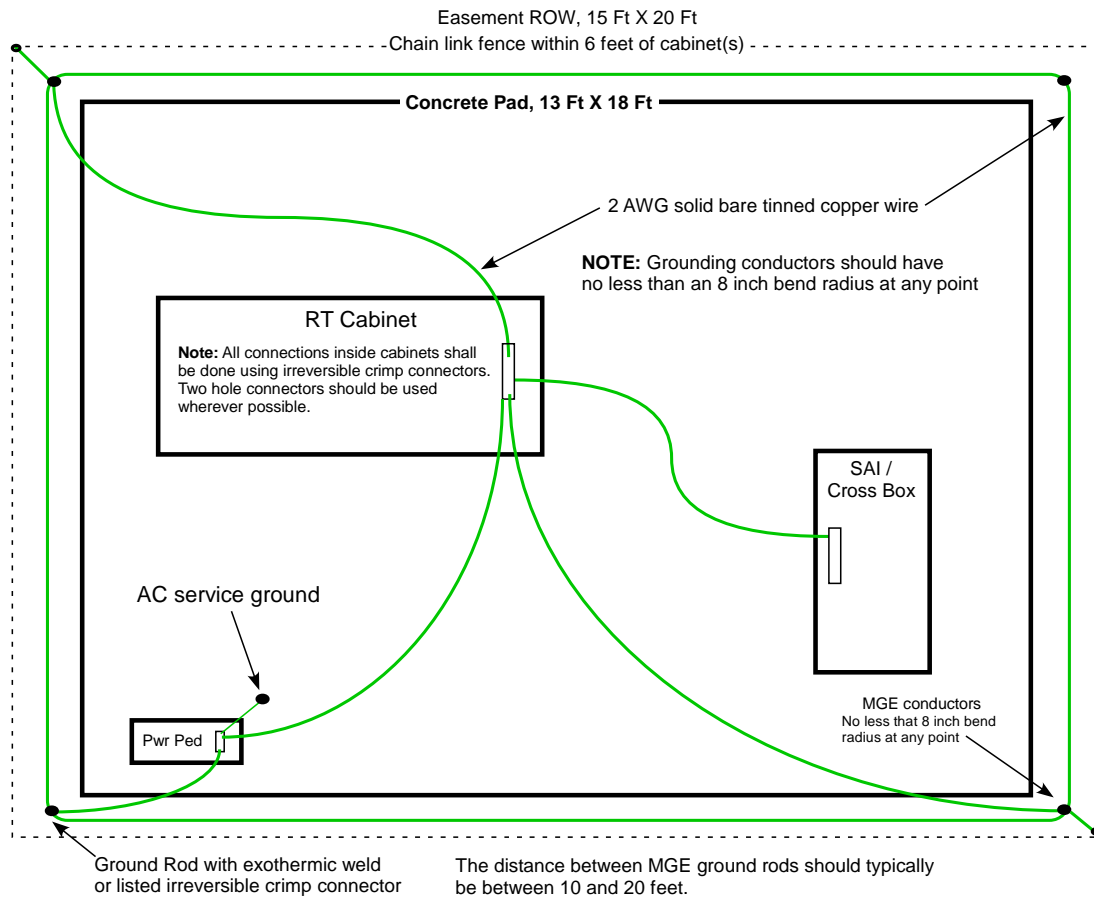 Easement ROW, 15 Ft X 20 Ft
Chain link fence within 6 feet of cabinet(s)
Concrete Pad, 13 Ft X 18 Ft
2 AWG solid bare tinned copper wire
NOTE: Grounding conductors should have
no less than an 8 inch bend radius at any point
RT Cabinet
Note: All connections inside cabinets shall
be done using irreversible crimp connectors.
Two hole connectors should be used
wherever possible.
SAI /
Cross Box
AC service ground
MGE conductors
No less that 8 inch bend
radius at any point
Pwr Ped
Ground Rod with exothermic weld
or listed irreversible crimp connector
The distance between MGE ground rods should typically
be between 10 and 20 feet.